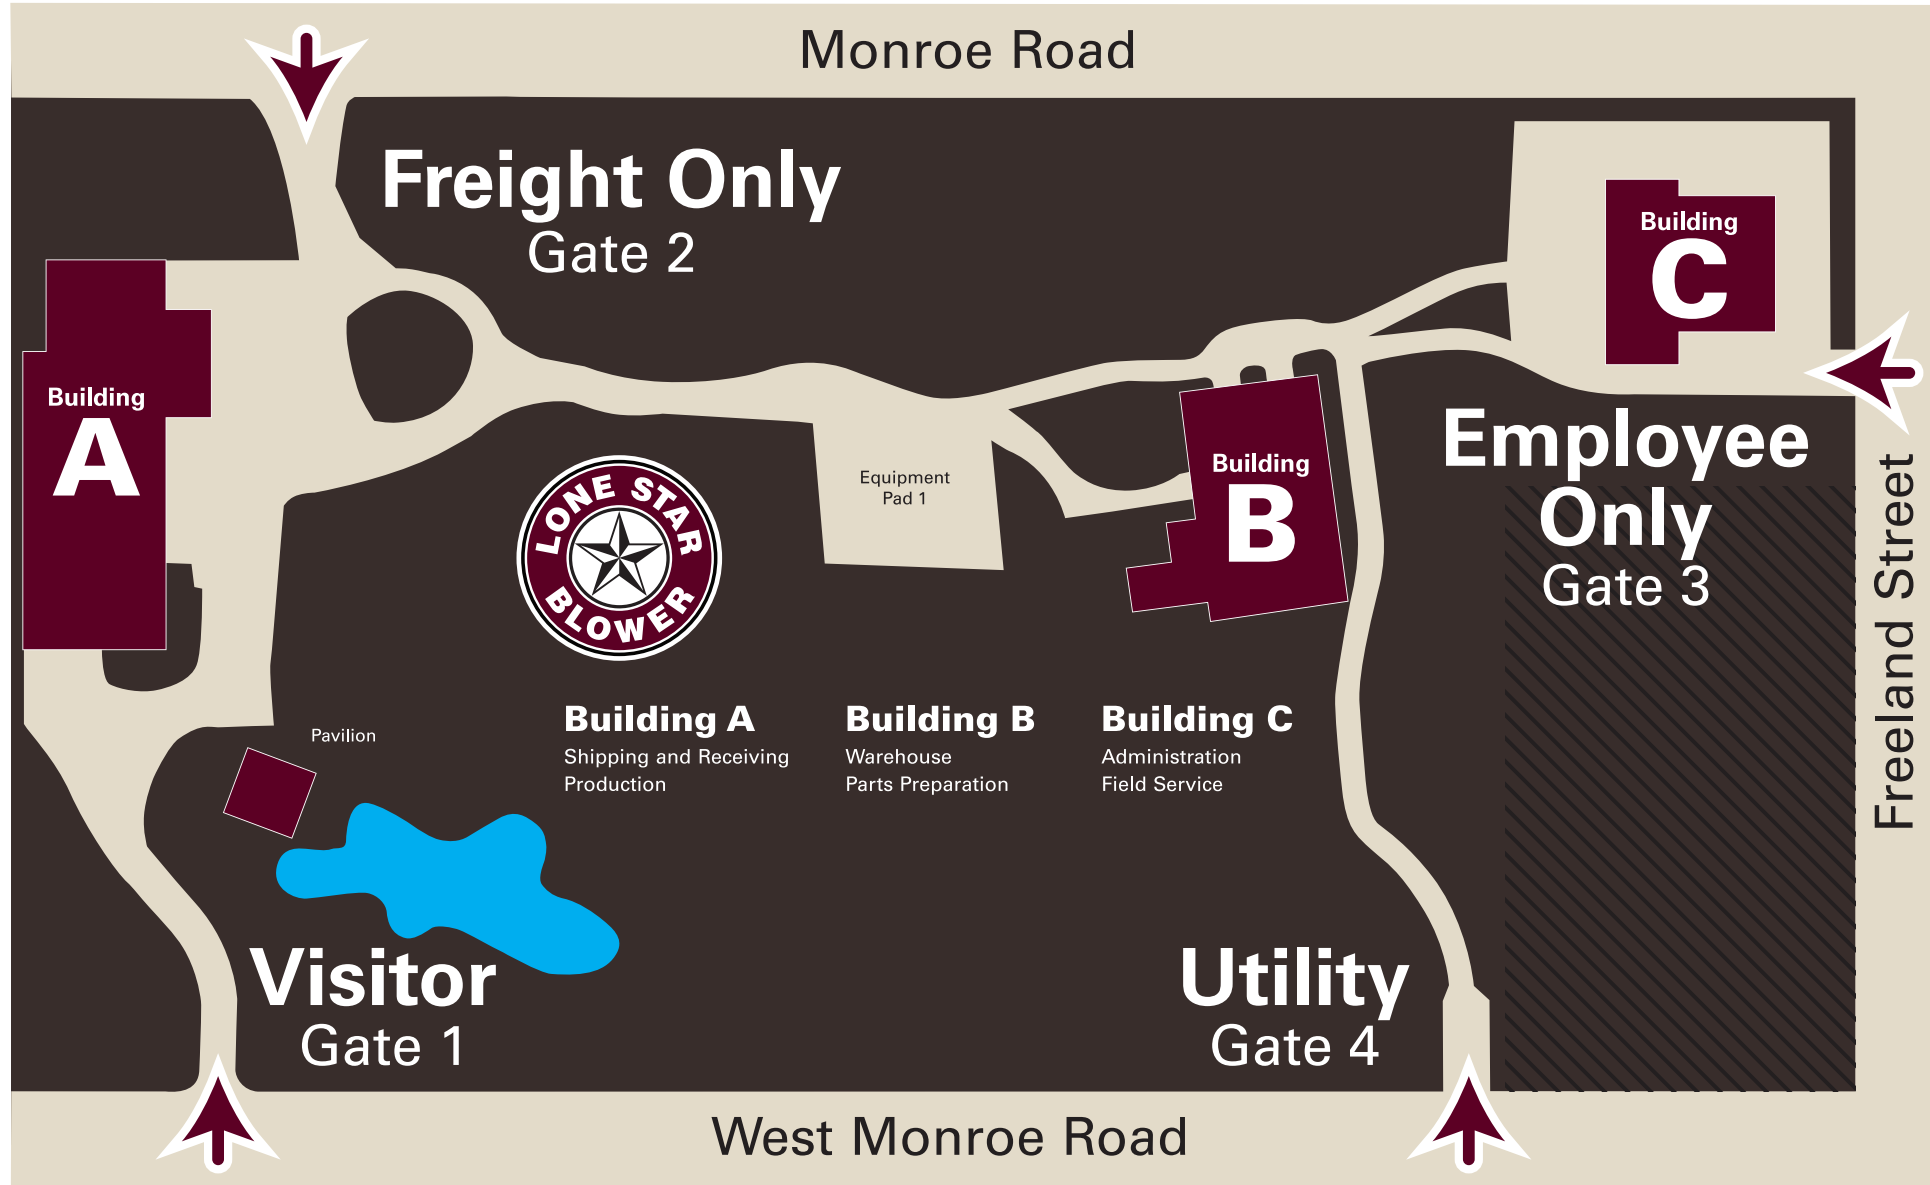 Monroe Road
Freight Only
Gate 2
Building
C
Building
A
Employee
Only
Gate 3
Building
B
Equipment
Pad 1
LONE STAR
BLOWER
Freeland Street
Building A
Shipping and Receiving
Production
Building B
Warehouse
Parts Preparation
Building C
Administration
Field Service
Pavilion
Visitor
Gate 1
Utility
Gate 4
West Monroe Road